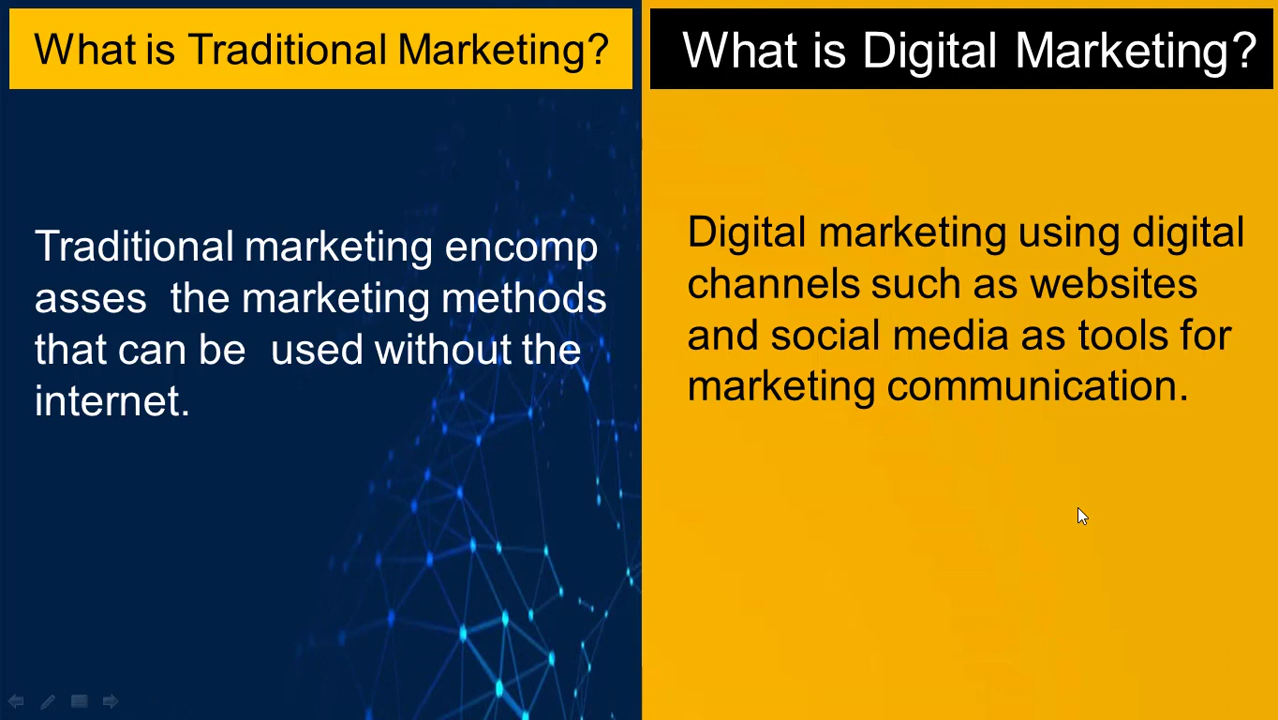 What is Traditional Marketing?
Traditional marketing encomp
asses  the marketing methods
that can be  used without the
internet.
What is Digital Marketing?
Digital marketing using digital
channels such as websites
and social media as tools for
marketing communication.